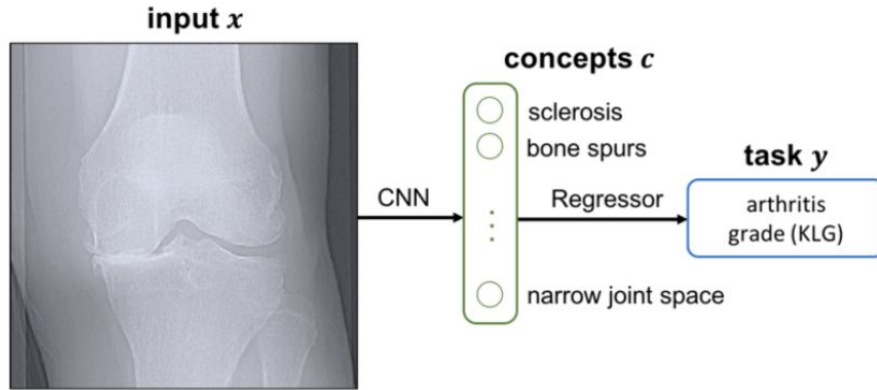 input x
concepts c
sclerosis
bone spurs
task y
CNN
Regressor
arthritis
grade (KLG)
narrow joint space